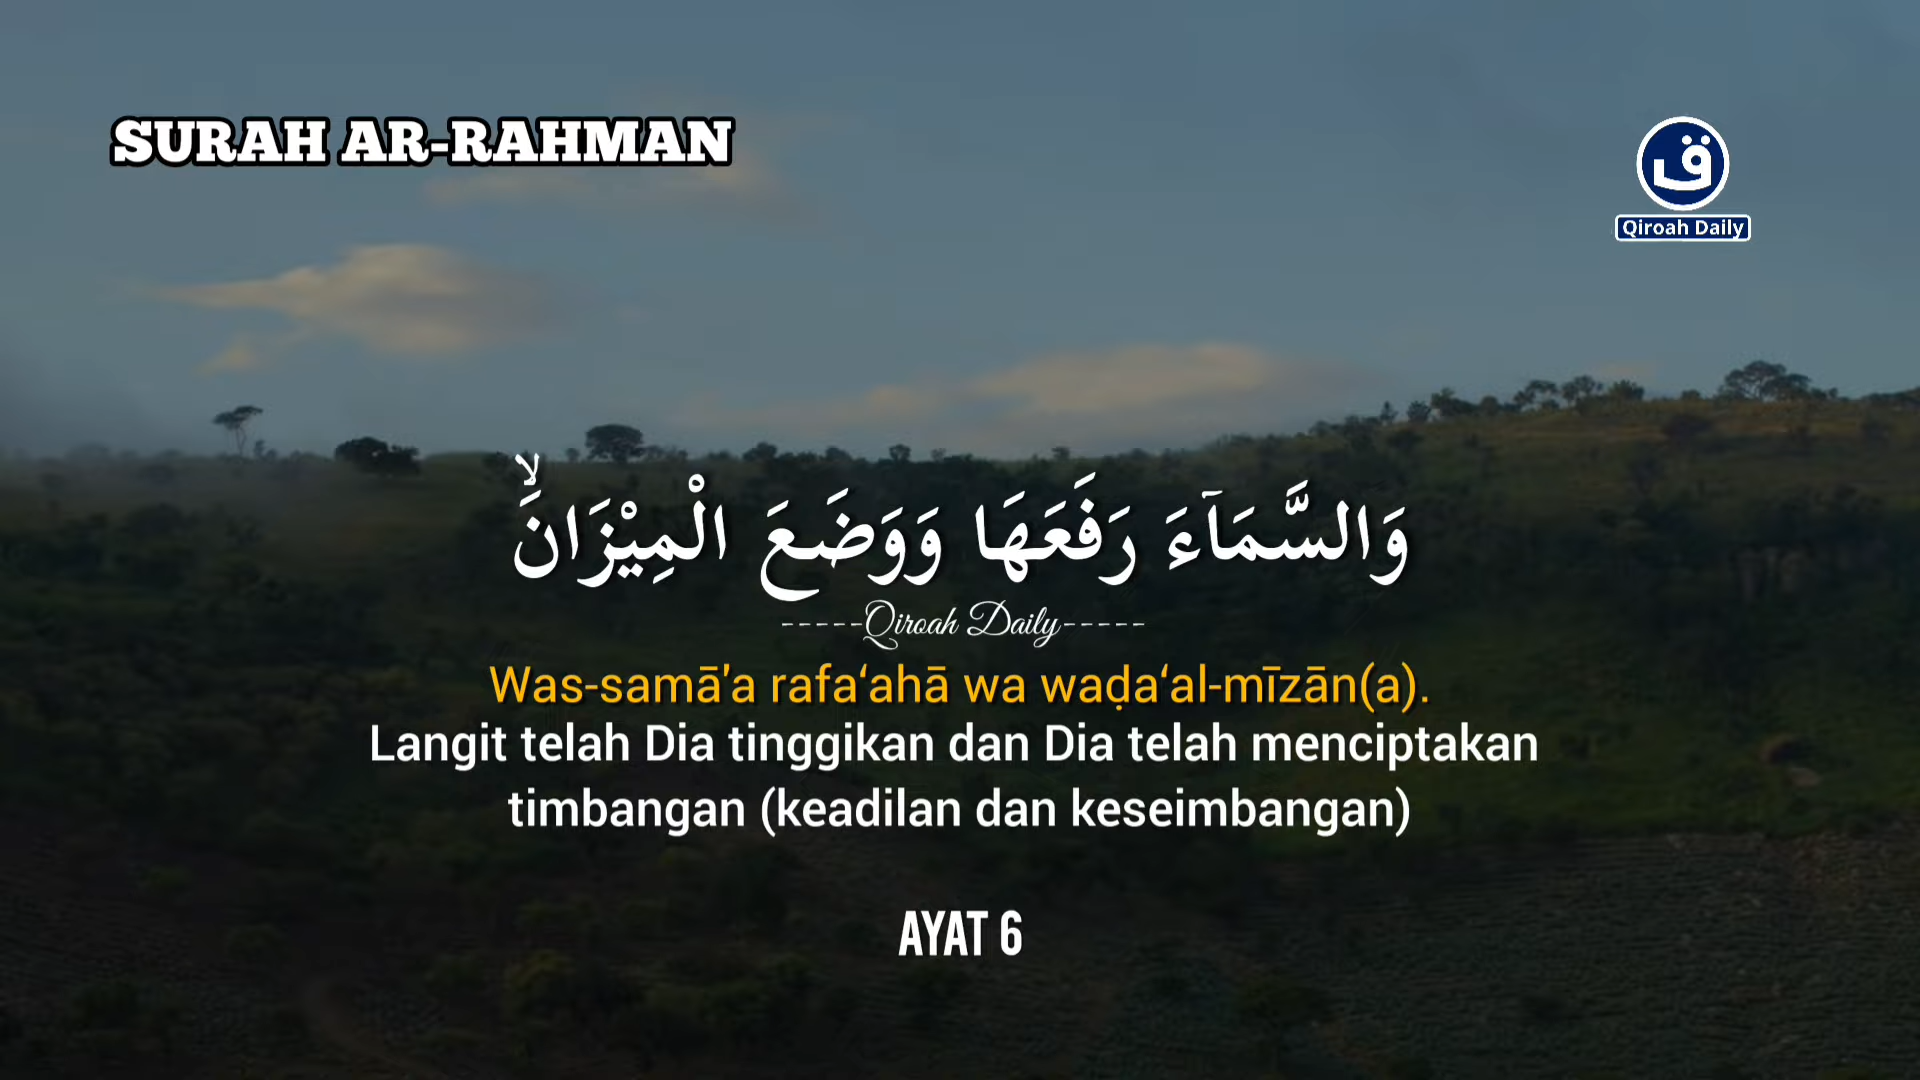 SURAH AR-RAHMAN
ق
Qiroah Daily
وَالسَّمَاۤءَ رَفَعَهَا وَوَضَعَ الْمِيْزَانَۙ
-----Qiroah Daily-----
Was-samā'a rafa‘ahā wa waḍa‘al-mīzān(a).
Langit telah Dia tinggikan dan Dia telah menciptakan
timbangan (keadilan dan keseimbangan)
AYAT 6